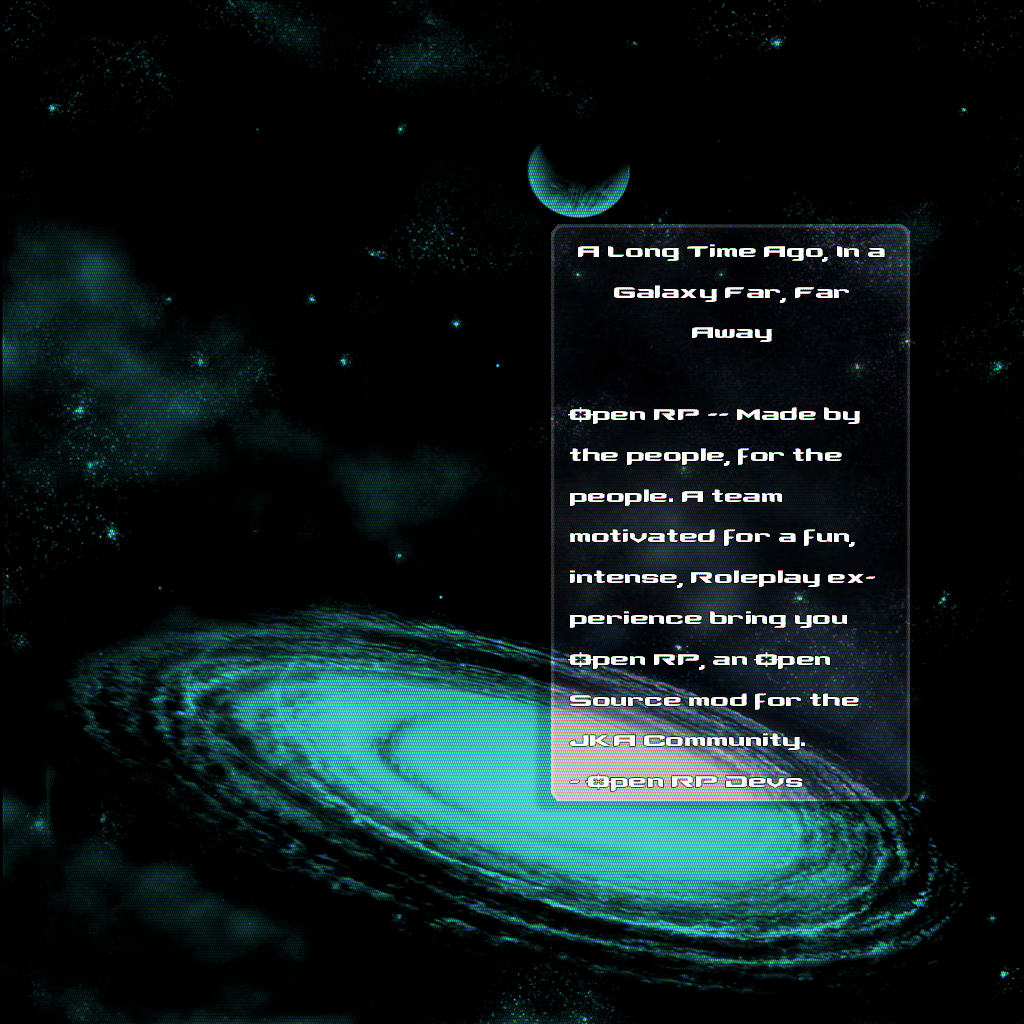 A Long Time Ago, In a
Galaxy Far, Far
Away
Open RP -- Made by
the people, for the
people. A team
motivated for a fun,
intense, Roleplay ex-
perience bring you
Open RP, an Open
Source mod for the
JKA Community.
- Open RP Devs